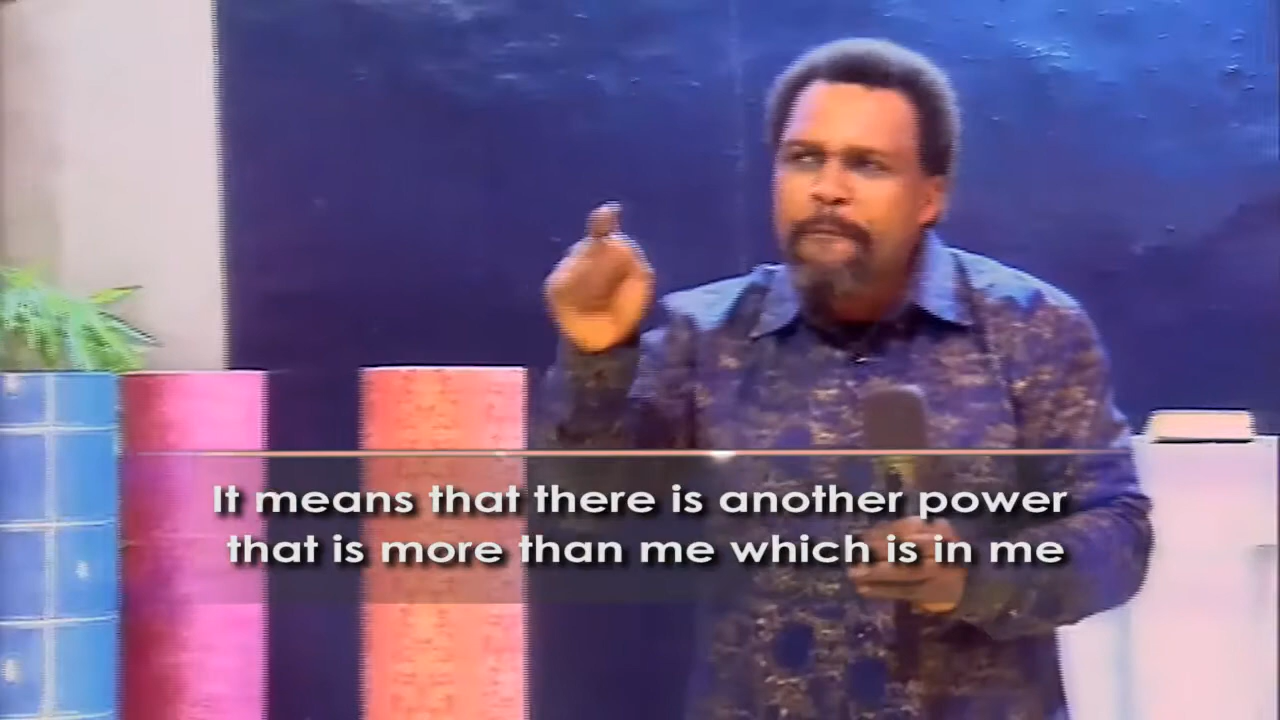 It means that there is another power
that is more than me which is in me